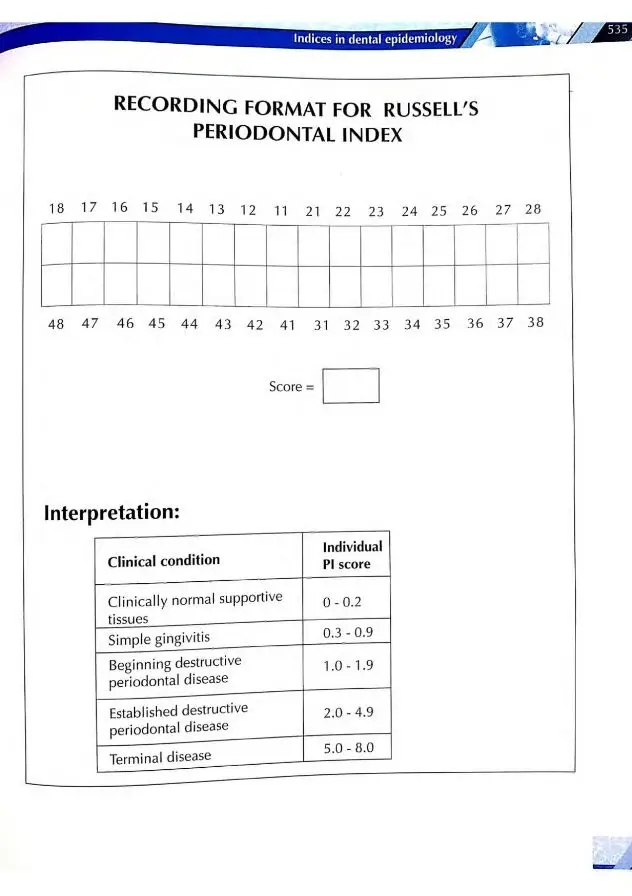 Indices in dental epidemiology 535
RECORDING FORMAT FOR RUSSELL'S
PERIODONTAL INDEX
18 17 16 15 14 13 12 11 21 22 23 24 25 26 27 28
48 47 46 45 44 43 42 41 31 32 33 34 35 36 37 38
Score =
Interpretation:
Clinical condition
Individual
PI score
Clinically normal supportive
tissues
0 - 0.2
Simple gingivitis
0.3 - 0.9
Beginning destructive
periodontal disease
1.0 - 1.9
Established destructive
periodontal disease
2.0 - 4.9
Terminal disease
5.0 - 8.0